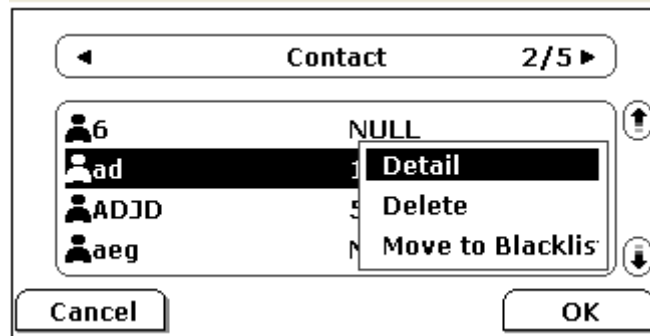 Contact 2/5
6 NULL
ad Detail
ADJD Delete
aeg Move to Blacklis
Cancel OK